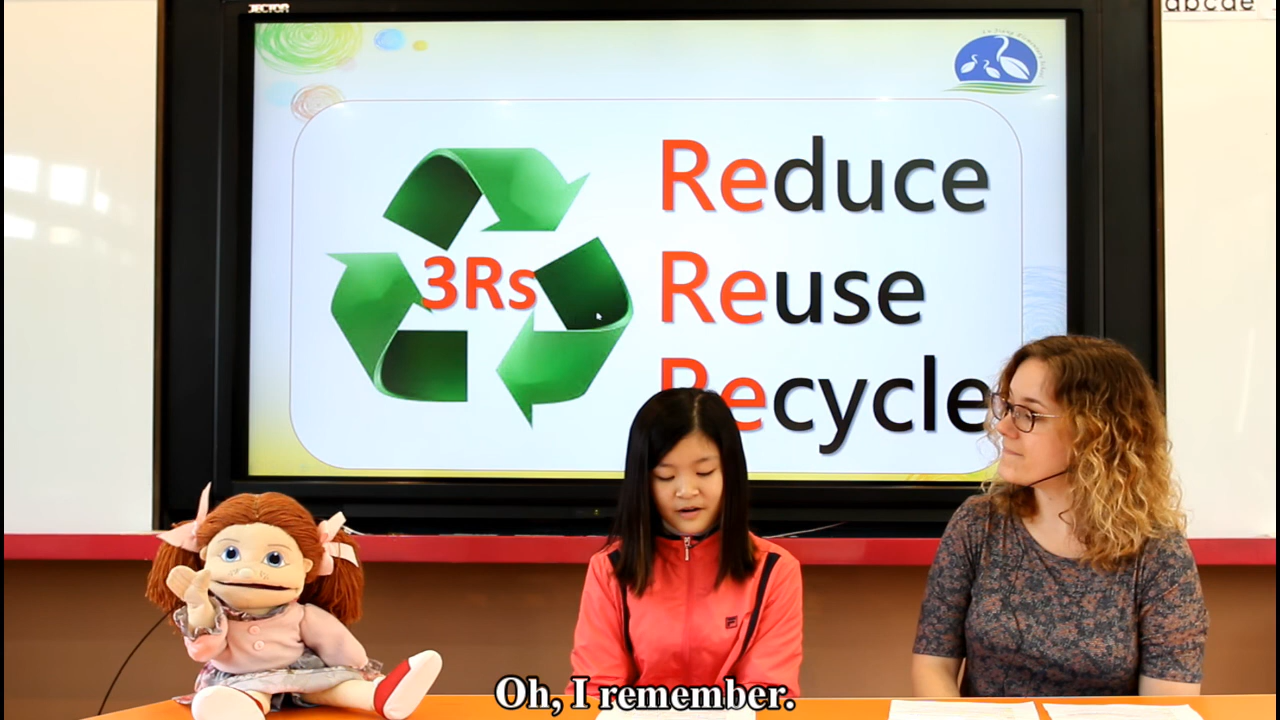 JECTOR
abcde
3Rs
Reduce
Reuse
Recycle
Oh, I remember.